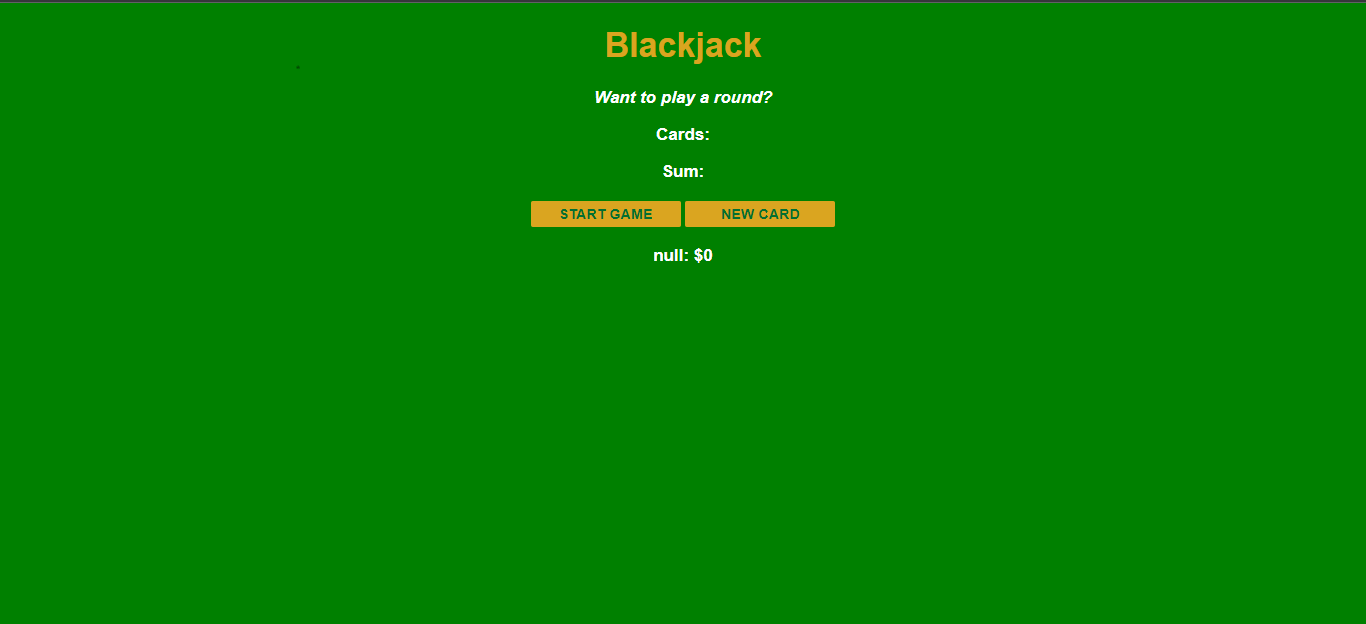 Blackjack
Want to play a round?
Cards:
Sum:
START GAME NEW CARD
null: $0